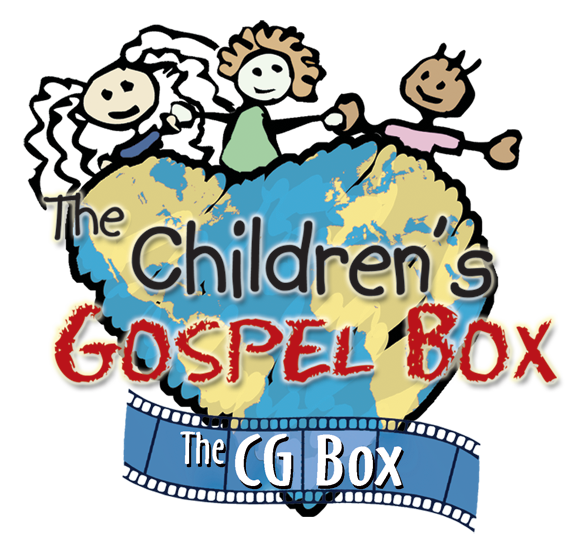 The
Children's
GOSPEL BOX
The CG Box